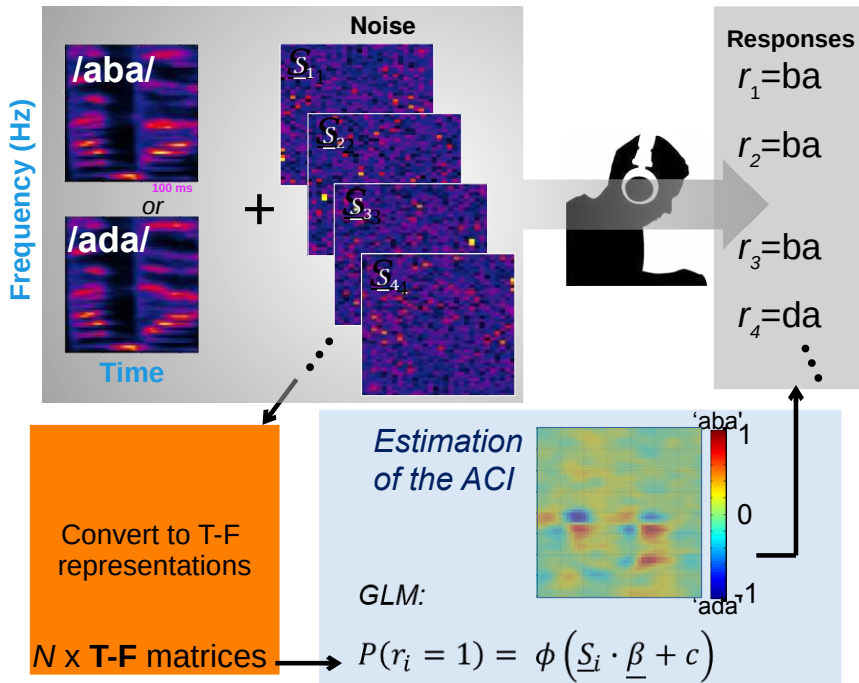 Noise
Responses
Frequency (Hz)
/aba/
100 ms
or
/ada/
Time
+
S₁
S₂
S₃
S₄
r₁=ba
r₂=ba
r₃=ba
r₄=da
Convert to T-F
representations
N x T-F matrices
Estimation
of the ACI
'aba'
1
0
-1
'ada'
GLM:
P(rᵢ = 1) = ϕ(S̲ᵢ · β̲ + c)